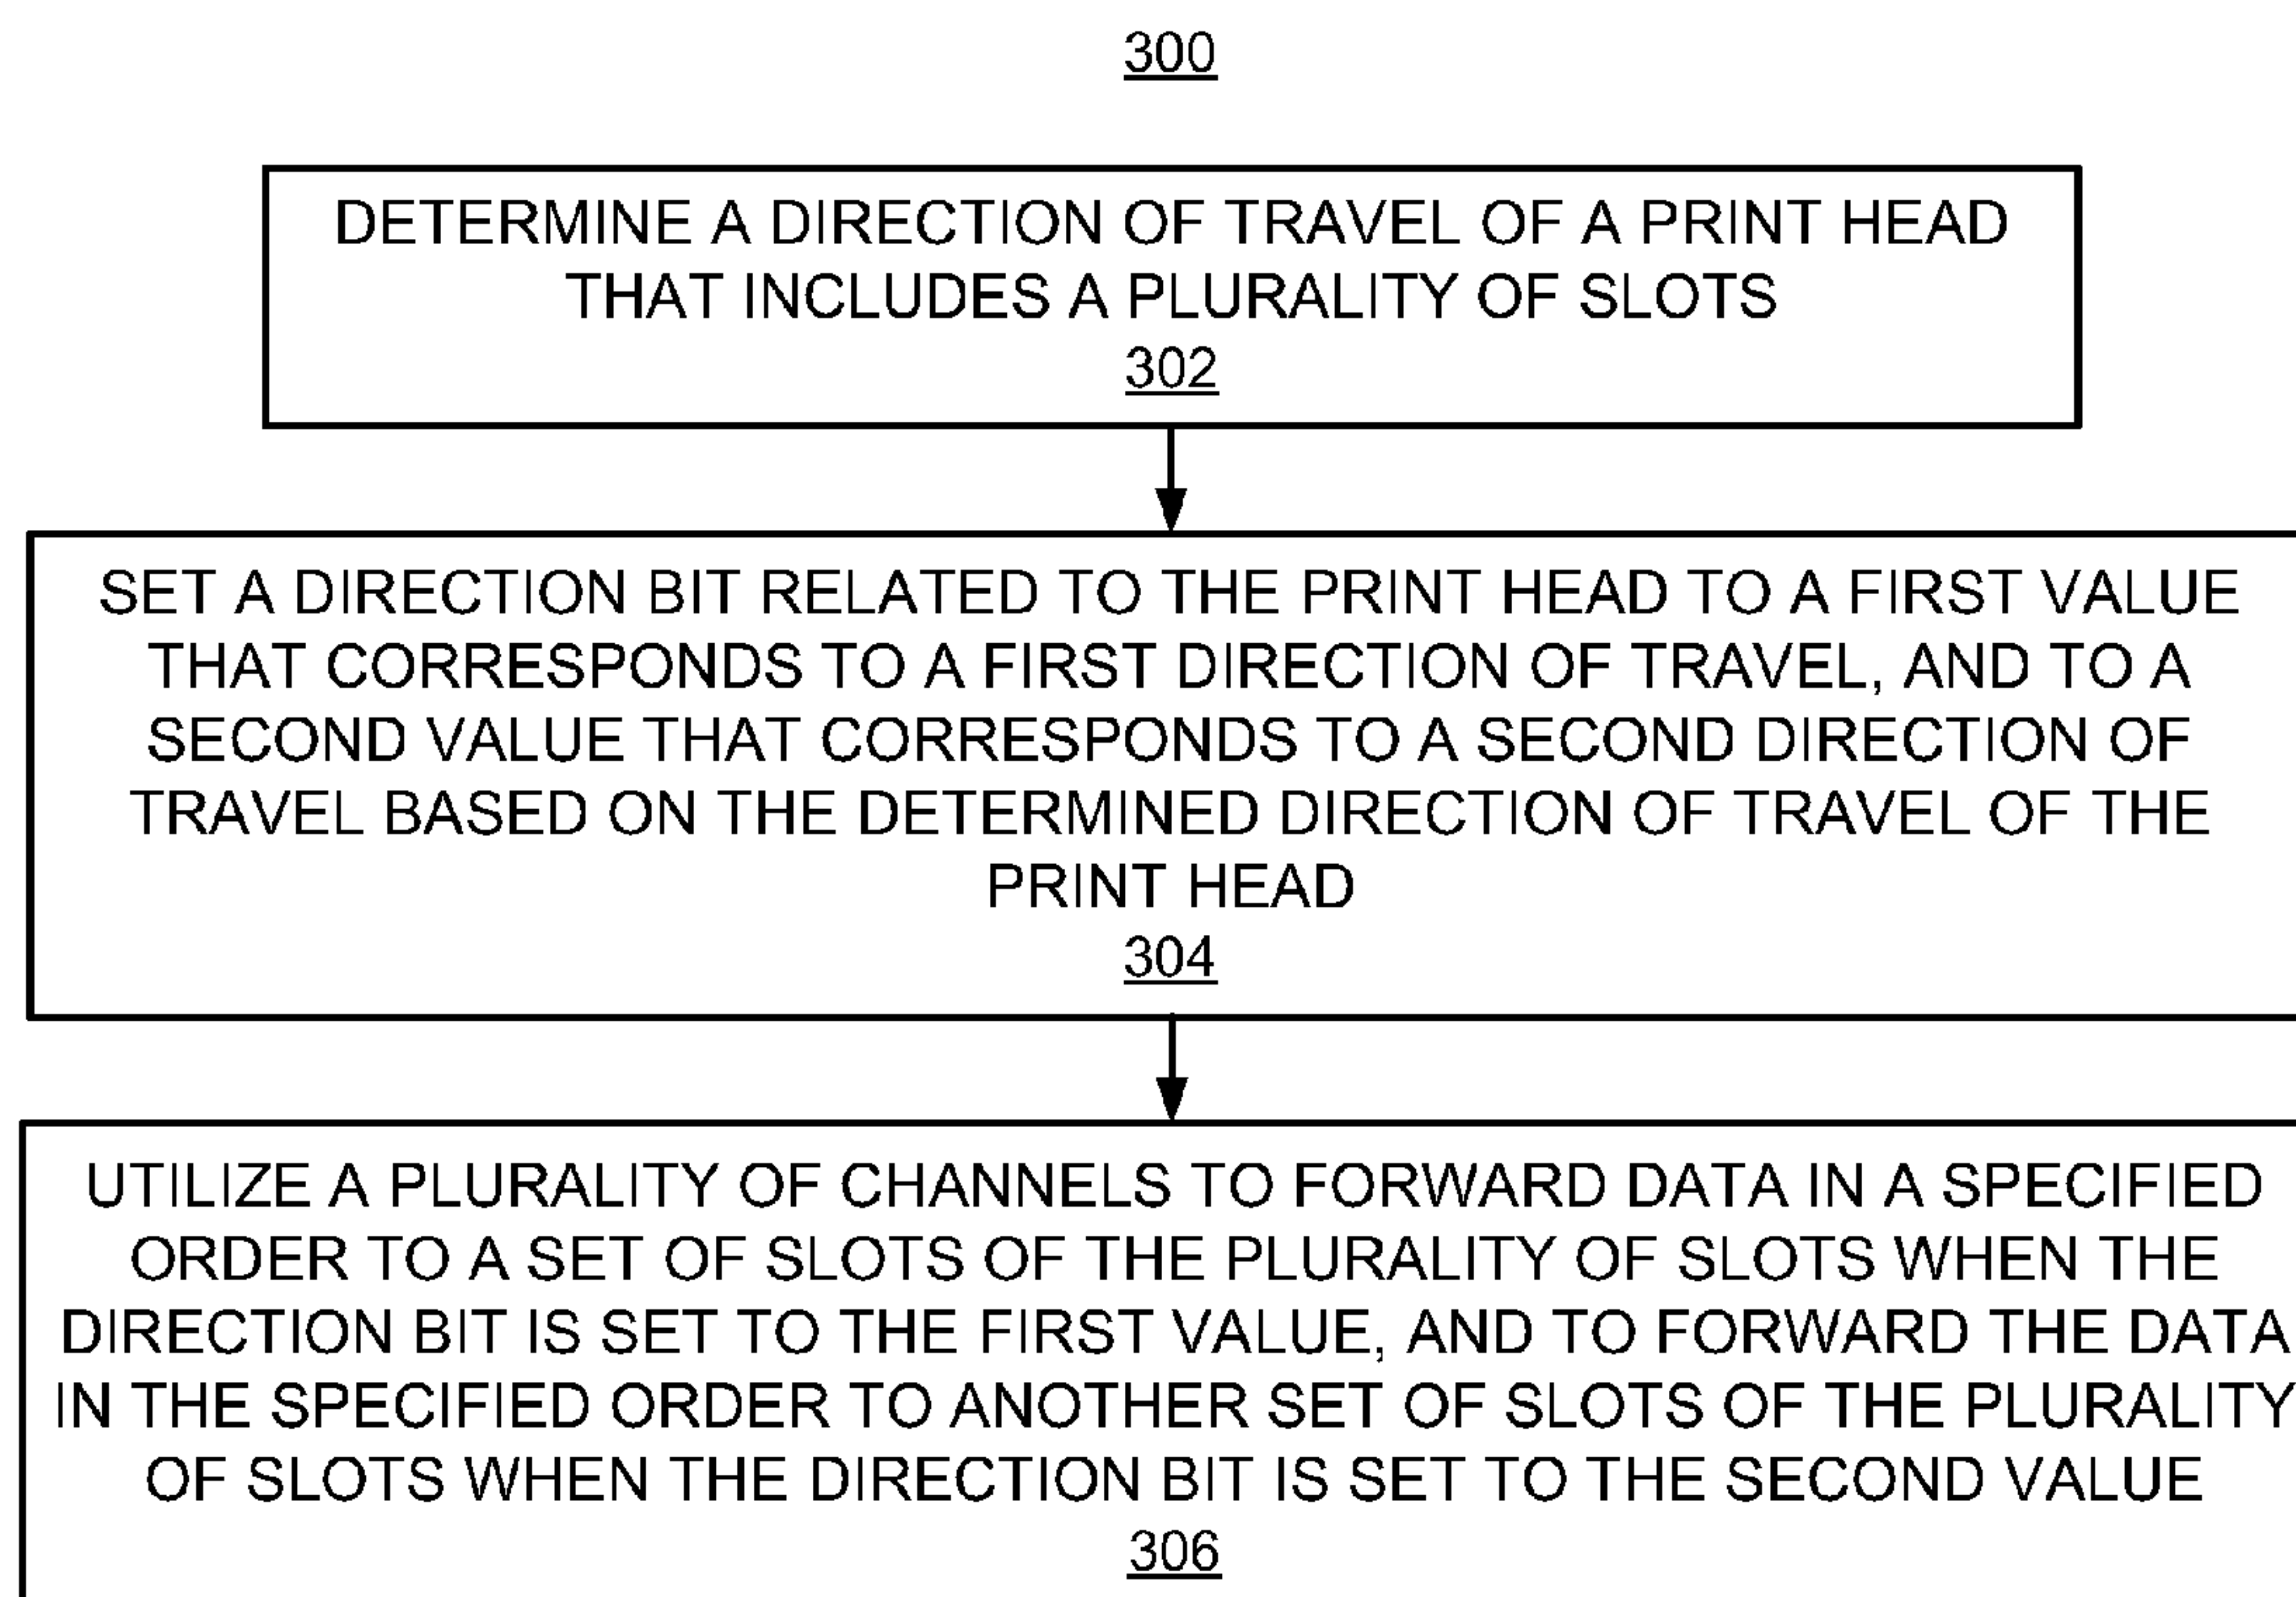 300
DETERMINE A DIRECTION OF TRAVEL OF A PRINT HEAD
THAT INCLUDES A PLURALITY OF SLOTS
302
SET A DIRECTION BIT RELATED TO THE PRINT HEAD TO A FIRST VALUE
THAT CORRESPONDS TO A FIRST DIRECTION OF TRAVEL, AND TO A
SECOND VALUE THAT CORRESPONDS TO A SECOND DIRECTION OF
TRAVEL BASED ON THE DETERMINED DIRECTION OF TRAVEL OF THE
PRINT HEAD
304
UTILIZE A PLURALITY OF CHANNELS TO FORWARD DATA IN A SPECIFIED
ORDER TO A SET OF SLOTS OF THE PLURALITY OF SLOTS WHEN THE
DIRECTION BIT IS SET TO THE FIRST VALUE, AND TO FORWARD THE DATA
IN THE SPECIFIED ORDER TO ANOTHER SET OF SLOTS OF THE PLURALITY
OF SLOTS WHEN THE DIRECTION BIT IS SET TO THE SECOND VALUE
306